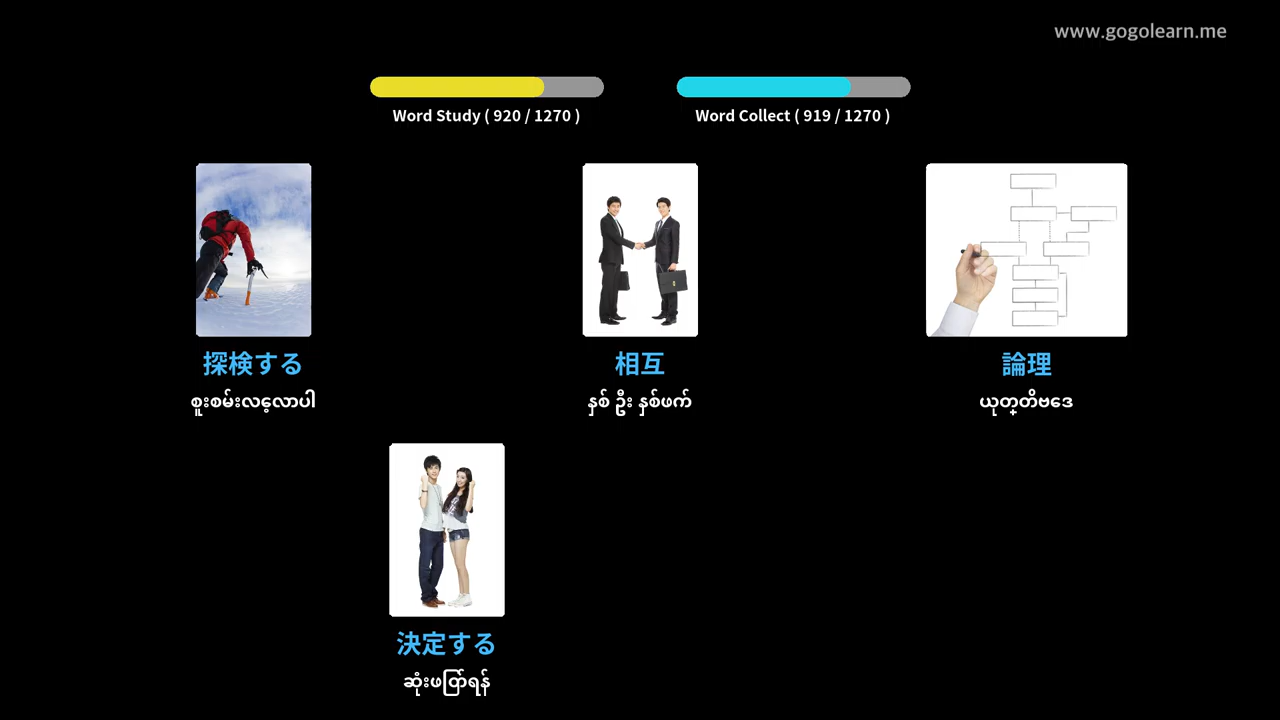 www.gogolearn.me
Word Study ( 920 / 1270 )
Word Collect ( 919 / 1270 )
探検する
相互
論理
စူးစမ်းလေ့လာပါ
နှစ် ဦး နှစ်ဖက်
ယုတ္တိဗေဒ
決定する
ဆုံးဖြတ်ရန်